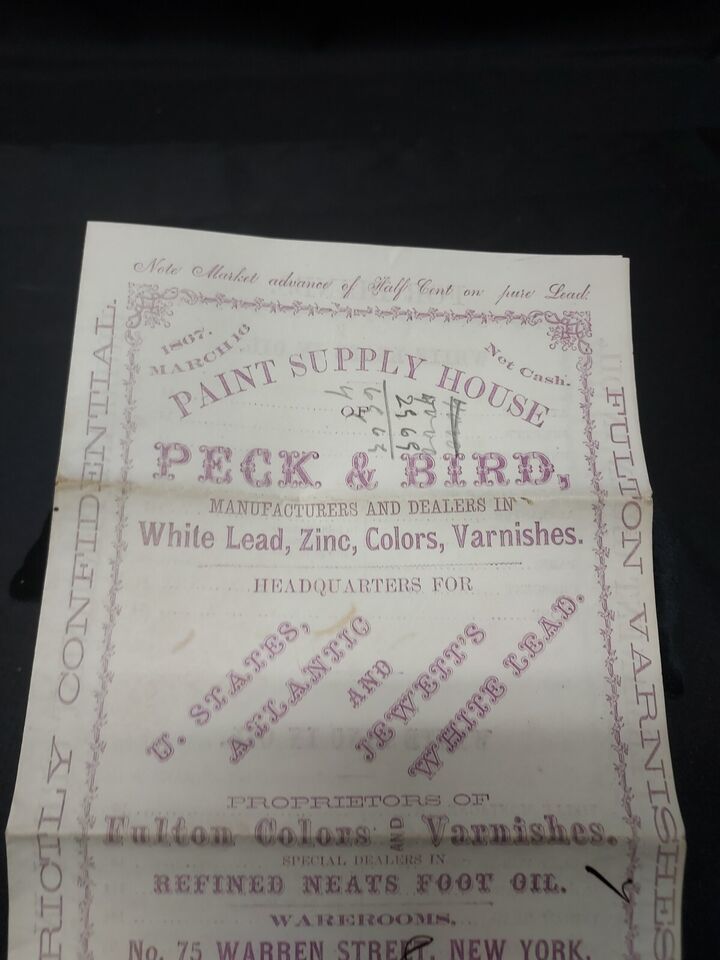 Note Market advance of Half Cent on pure Lead.
1867.
MARCH 16
Net Cash.
PAINT SUPPLY HOUSE
OF
PECK & BIRD,
MANUFACTURERS AND DEALERS IN
White Lead, Zinc, Colors, Varnishes.
HEADQUARTERS FOR
U. STATES,
ATLANTIC
AND
JEWETT'S
WHITE LEAD.
PROPRIETORS OF
Fulton Colors AND Varnishes.
SPECIAL DEALERS IN
REFINED NEATS FOOT OIL.
WAREROOMS,
No. 75 WARREN STREET, NEW YORK.
RICTLY CONFIDENTIAL.
FULTON VARNISHES